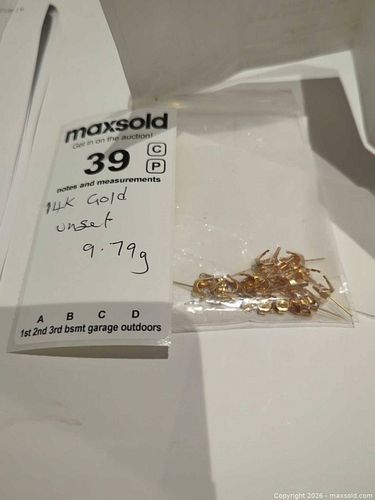 maxsold
Get in on the auction!
39
C
P
notes and measurements
14K Gold
unset
9.79g
A B C D
1st 2nd 3rd bsmt garage outdoors
Copyright 2026 - maxsold.com